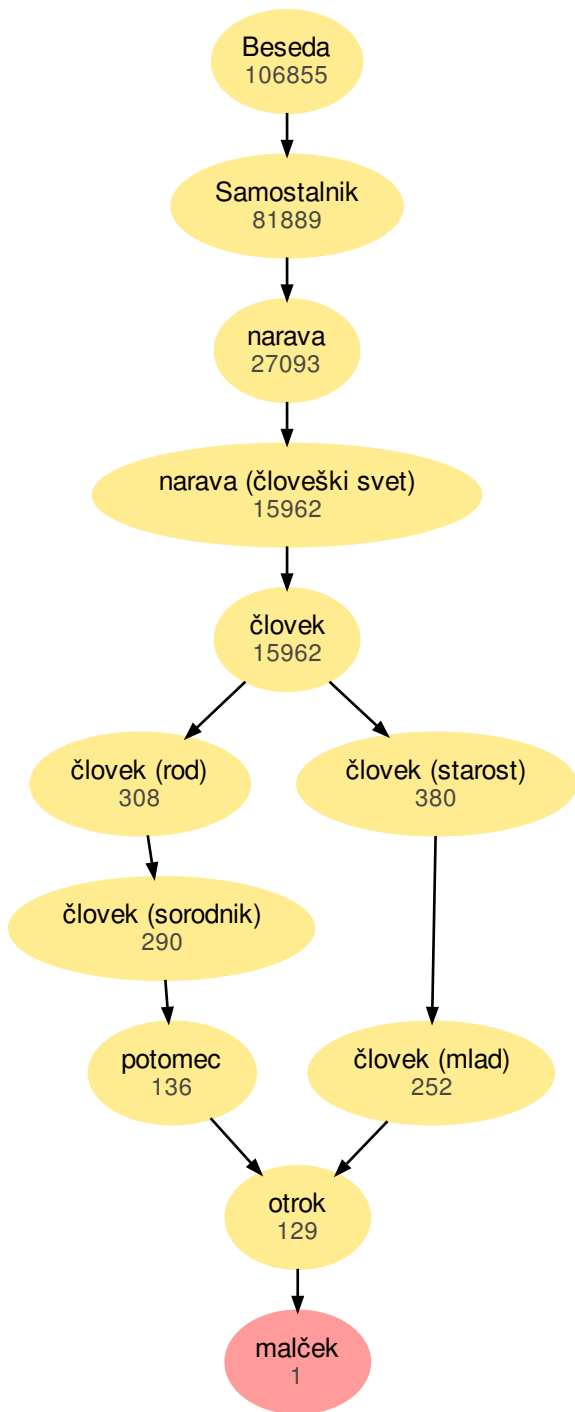 Beseda
106855
Samostalnik
81889
narava
27093
narava (človeški svet)
15962
človek
15962
človek (rod)
308
človek (starost)
380
človek (sorodnik)
290
potomec
136
človek (mlad)
252
otrok
129
malček
1